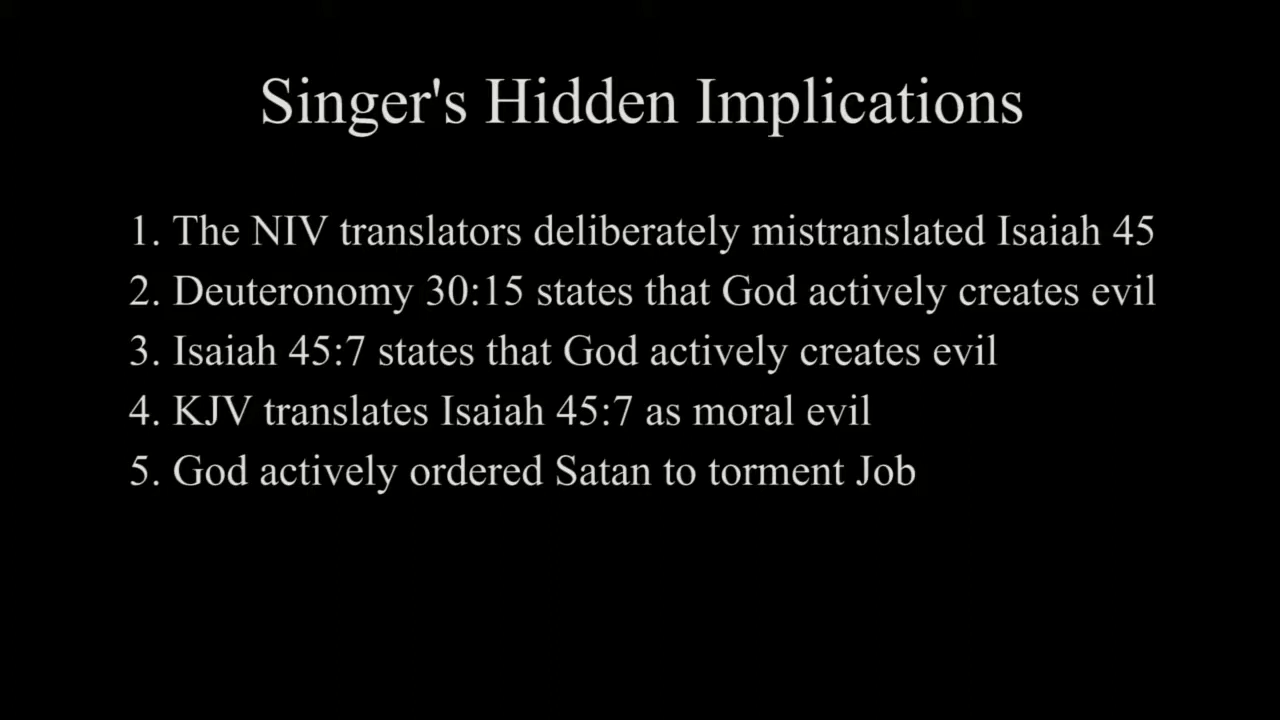 Singer's Hidden Implications
1. The NIV translators deliberately mistranslated Isaiah 45
2. Deuteronomy 30:15 states that God actively creates evil
3. Isaiah 45:7 states that God actively creates evil
4. KJV translates Isaiah 45:7 as moral evil
5. God actively ordered Satan to torment Job